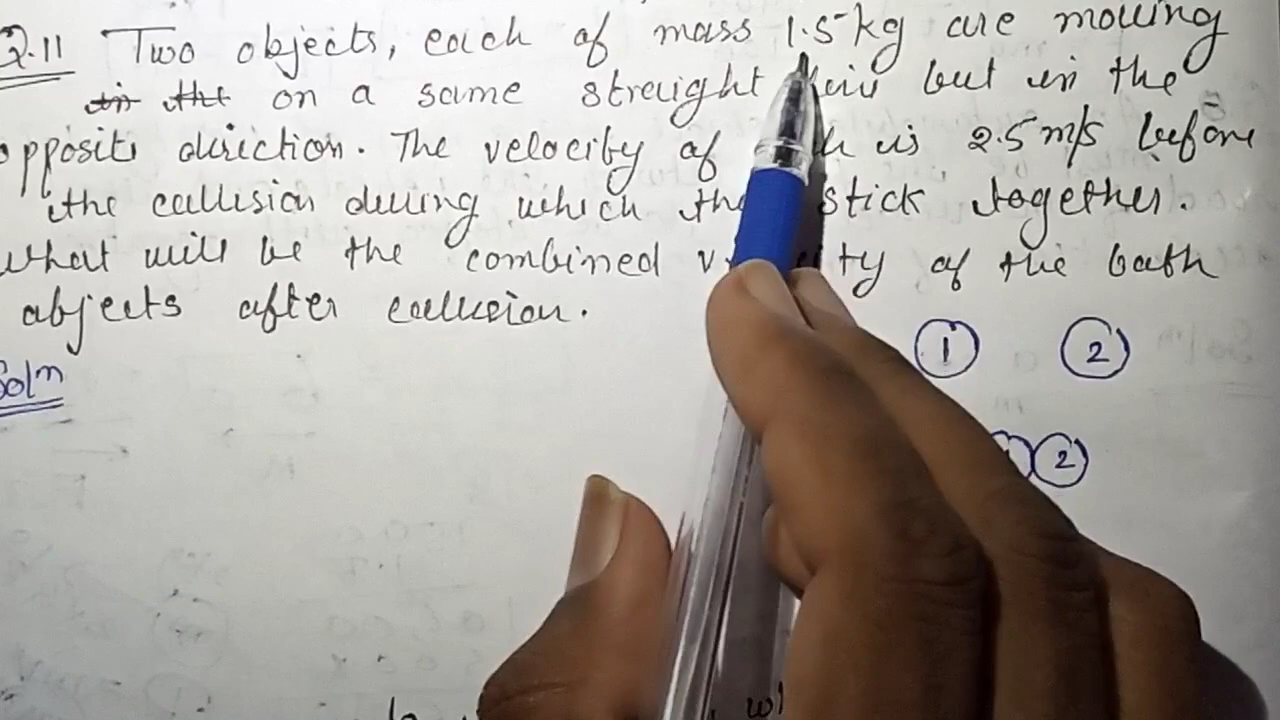 Q.11 Two objects, each of mass 1.5 kg are moving
in the on a same straight but in the
opposite direction. The velocity of is 2.5 m/s before
the collision during which stick together.
what will be the combined of the both
objects after collision.
1 2
Soln
2